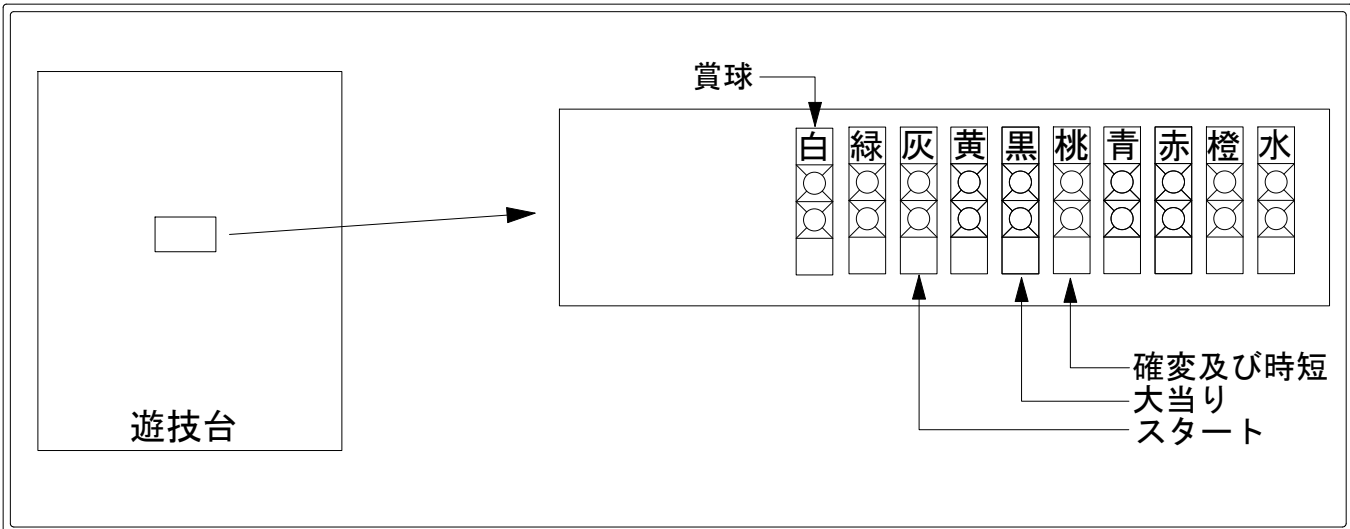 賞球
白 緑 灰 黄 黒 桃 青 赤 橙 水
確変及び時短
大当り
スタート
遊技台